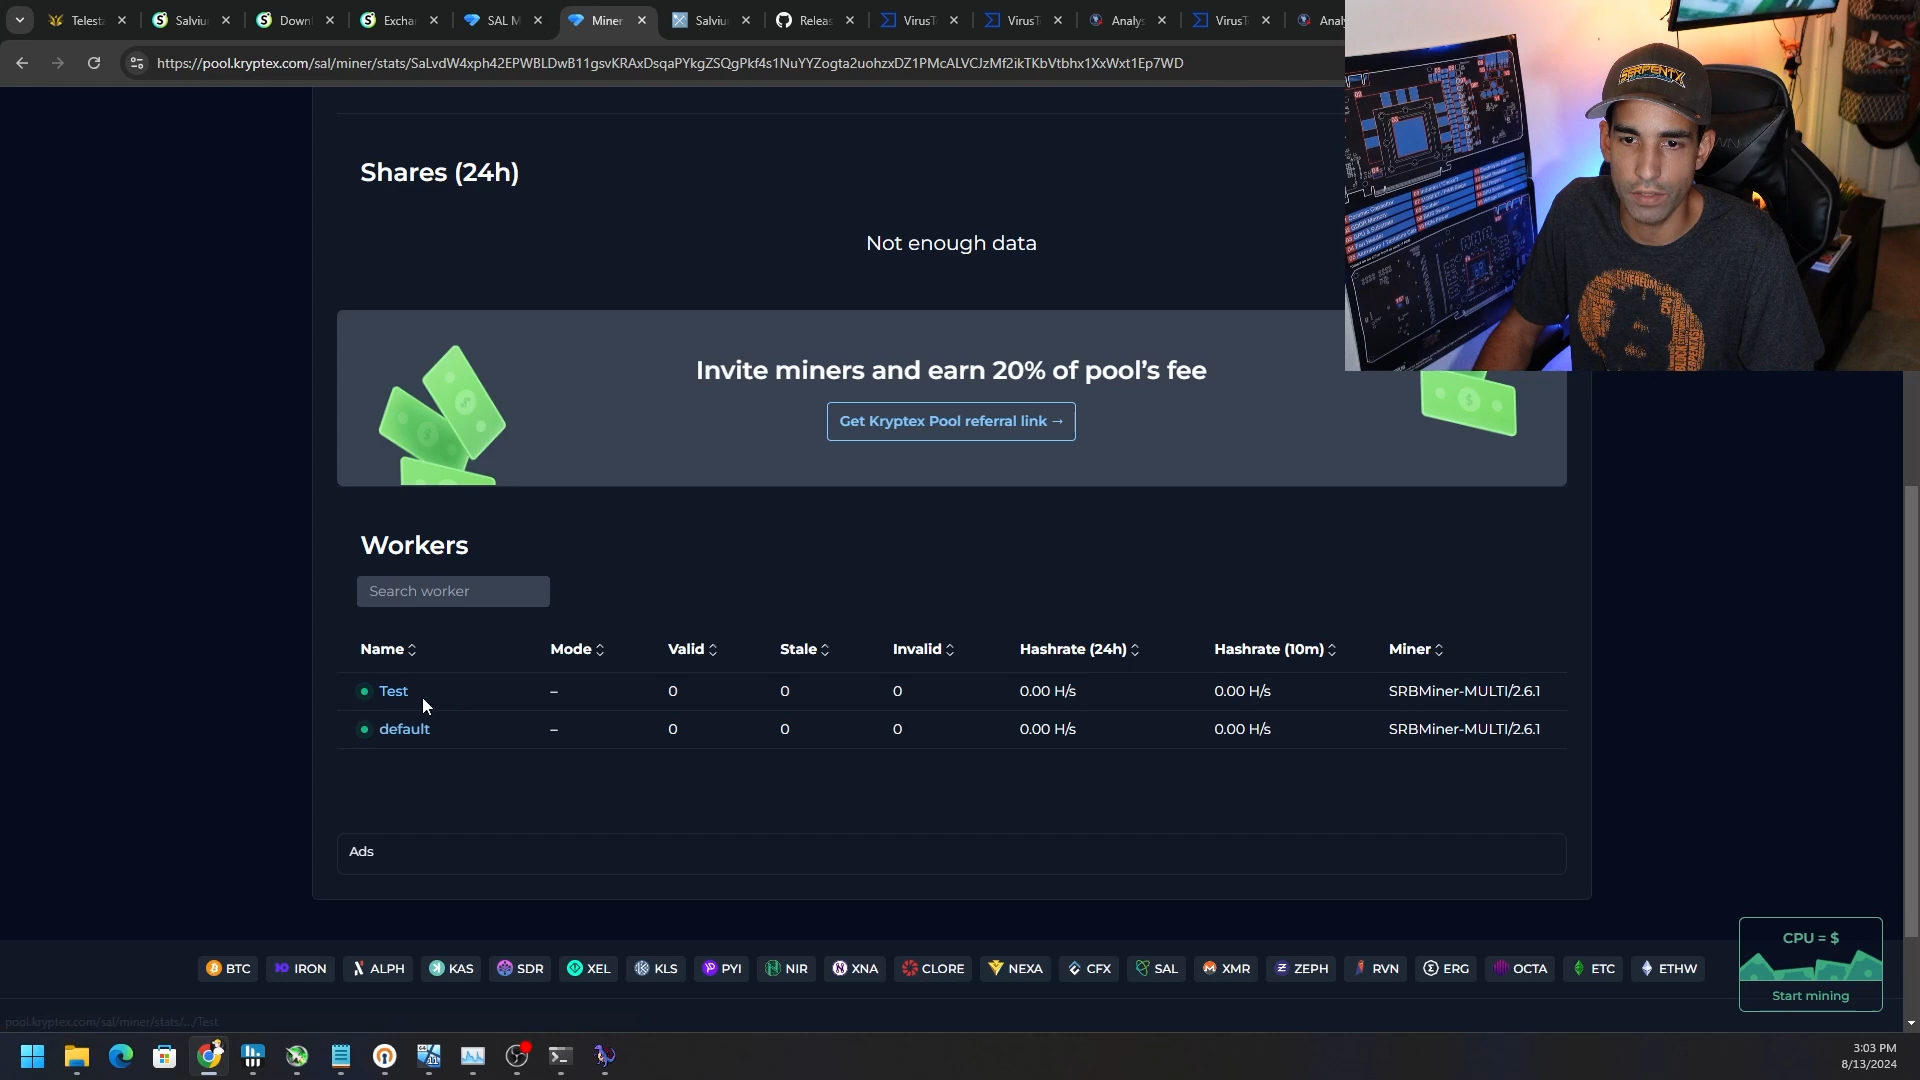 Telesta
Salviu
Down
Exchan
SAL M
Miner
Salviu
Releas
VirusT
VirusT
Analys
VirusT
Anal
https://pool.kryptex.com/sal/miner/stats/SaLvdW4xph42EPWBLDwB11gsvKRAxDsqaPYkgZSQgPkf4s1NuYYZogta2uohzxDZ1PMcALVCJzMf2ikTKbVtbhx1XxWxt1Ep7WD
SERPENTX
Shares (24h)
Not enough data
Invite miners and earn 20% of pool’s fee
Get Kryptex Pool referral link →
Workers
Search worker
Name Mode Valid Stale Invalid Hashrate (24h) Hashrate (10m) Miner
Test – 0 0 0 0.00 H/s 0.00 H/s SRBMiner-MULTI/2.6.1
default – 0 0 0 0.00 H/s 0.00 H/s SRBMiner-MULTI/2.6.1
Ads
CPU = $
Start mining
BTC IRON ALPH KAS SDR XEL KLS PYI NIR XNA CLORE NEXA CFX SAL XMR ZEPH RVN ERG OCTA ETC ETHW
pool.kryptex.com/sal/miner/stats/.../Test
3:03 PM
8/13/2024